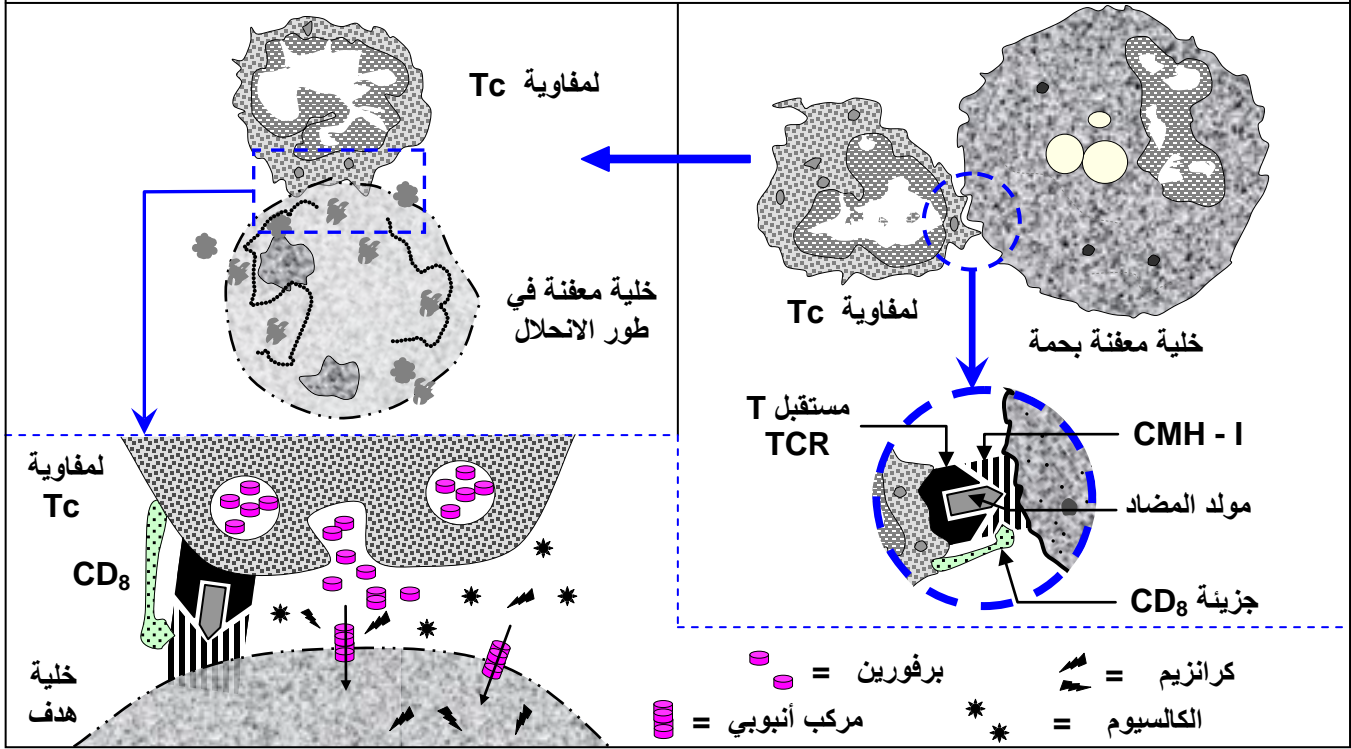 لمفاوية Tc
خلية معفنة بحمة
مستقبل T
TCR
CMH - I
مولد المضاد
جزيئة CD₈
لمفاوية Tc
خلية معفنة في
طور الانحلال
لمفاوية
Tc
CD₈
خلية
هدف
كرانزيم =
برفورين =
الكالسيوم =
مركب أنبوبي =